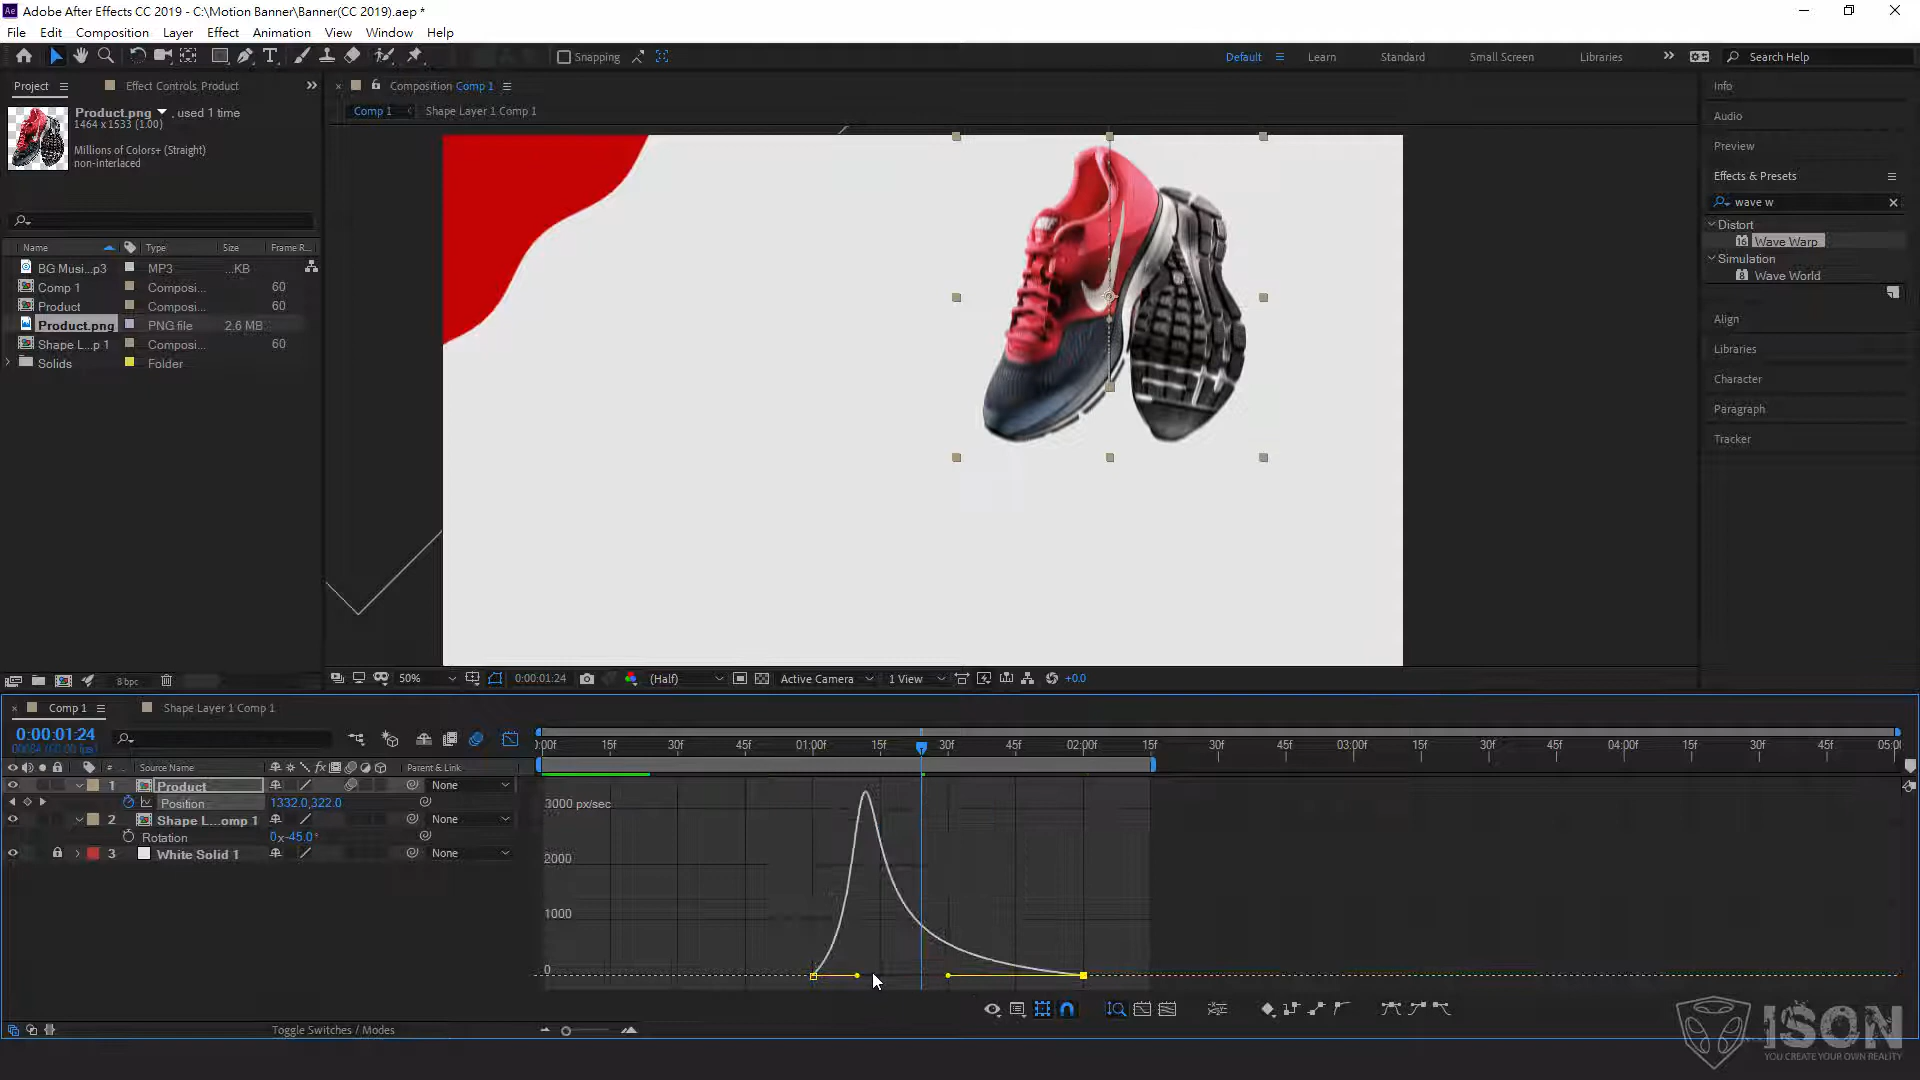 Adobe After Effects CC 2019 - C:\Motion Banner\Banner(CC 2019).aep *
File Edit Composition Layer Effect Animation View Window Help
Snapping
Default Learn Standard Small Screen Libraries Search Help
Project Effect Controls Product
Composition Comp 1
Comp 1 Shape Layer 1 Comp 1
Product.png , used 1 time
1464 x 1533 (1.00)
Millions of Colors+ (Straight)
non-interlaced
Name Type Size Frame R...
BG Musi...p3 MP3 ...KB
Comp 1 Composi... 60
Product Composi... 60
Product.png PNG file 2.6 MB
Shape L...p 1 Composi... 60
Solids Folder
Info
Audio
Preview
Effects & Presets
wave w
Distort
Wave Warp
Simulation
Wave World
Align
Libraries
Character
Paragraph
Tracker
8 bpc
50% 0:00:01:24 (Half) Active Camera 1 View +0.0
Comp 1 Shape Layer 1 Comp 1
0:00:01:24
00084 (60.00 fps)
# Source Name Parent & Link
1 Product None
Position 1332.0,322.0
2 Shape L...omp 1 None
Rotation 0x-45.0°
3 White Solid 1 None
):00f 15f 30f 45f 01:00f 15f 30f 45f 02:00f 15f 30f 45f 03:00f 15f 30f 45f 04:00f 15f 30f 45f 05:0
3000 px/sec
2000
1000
0
Toggle Switches / Modes
ISON
YOU CREATE YOUR OWN REALITY